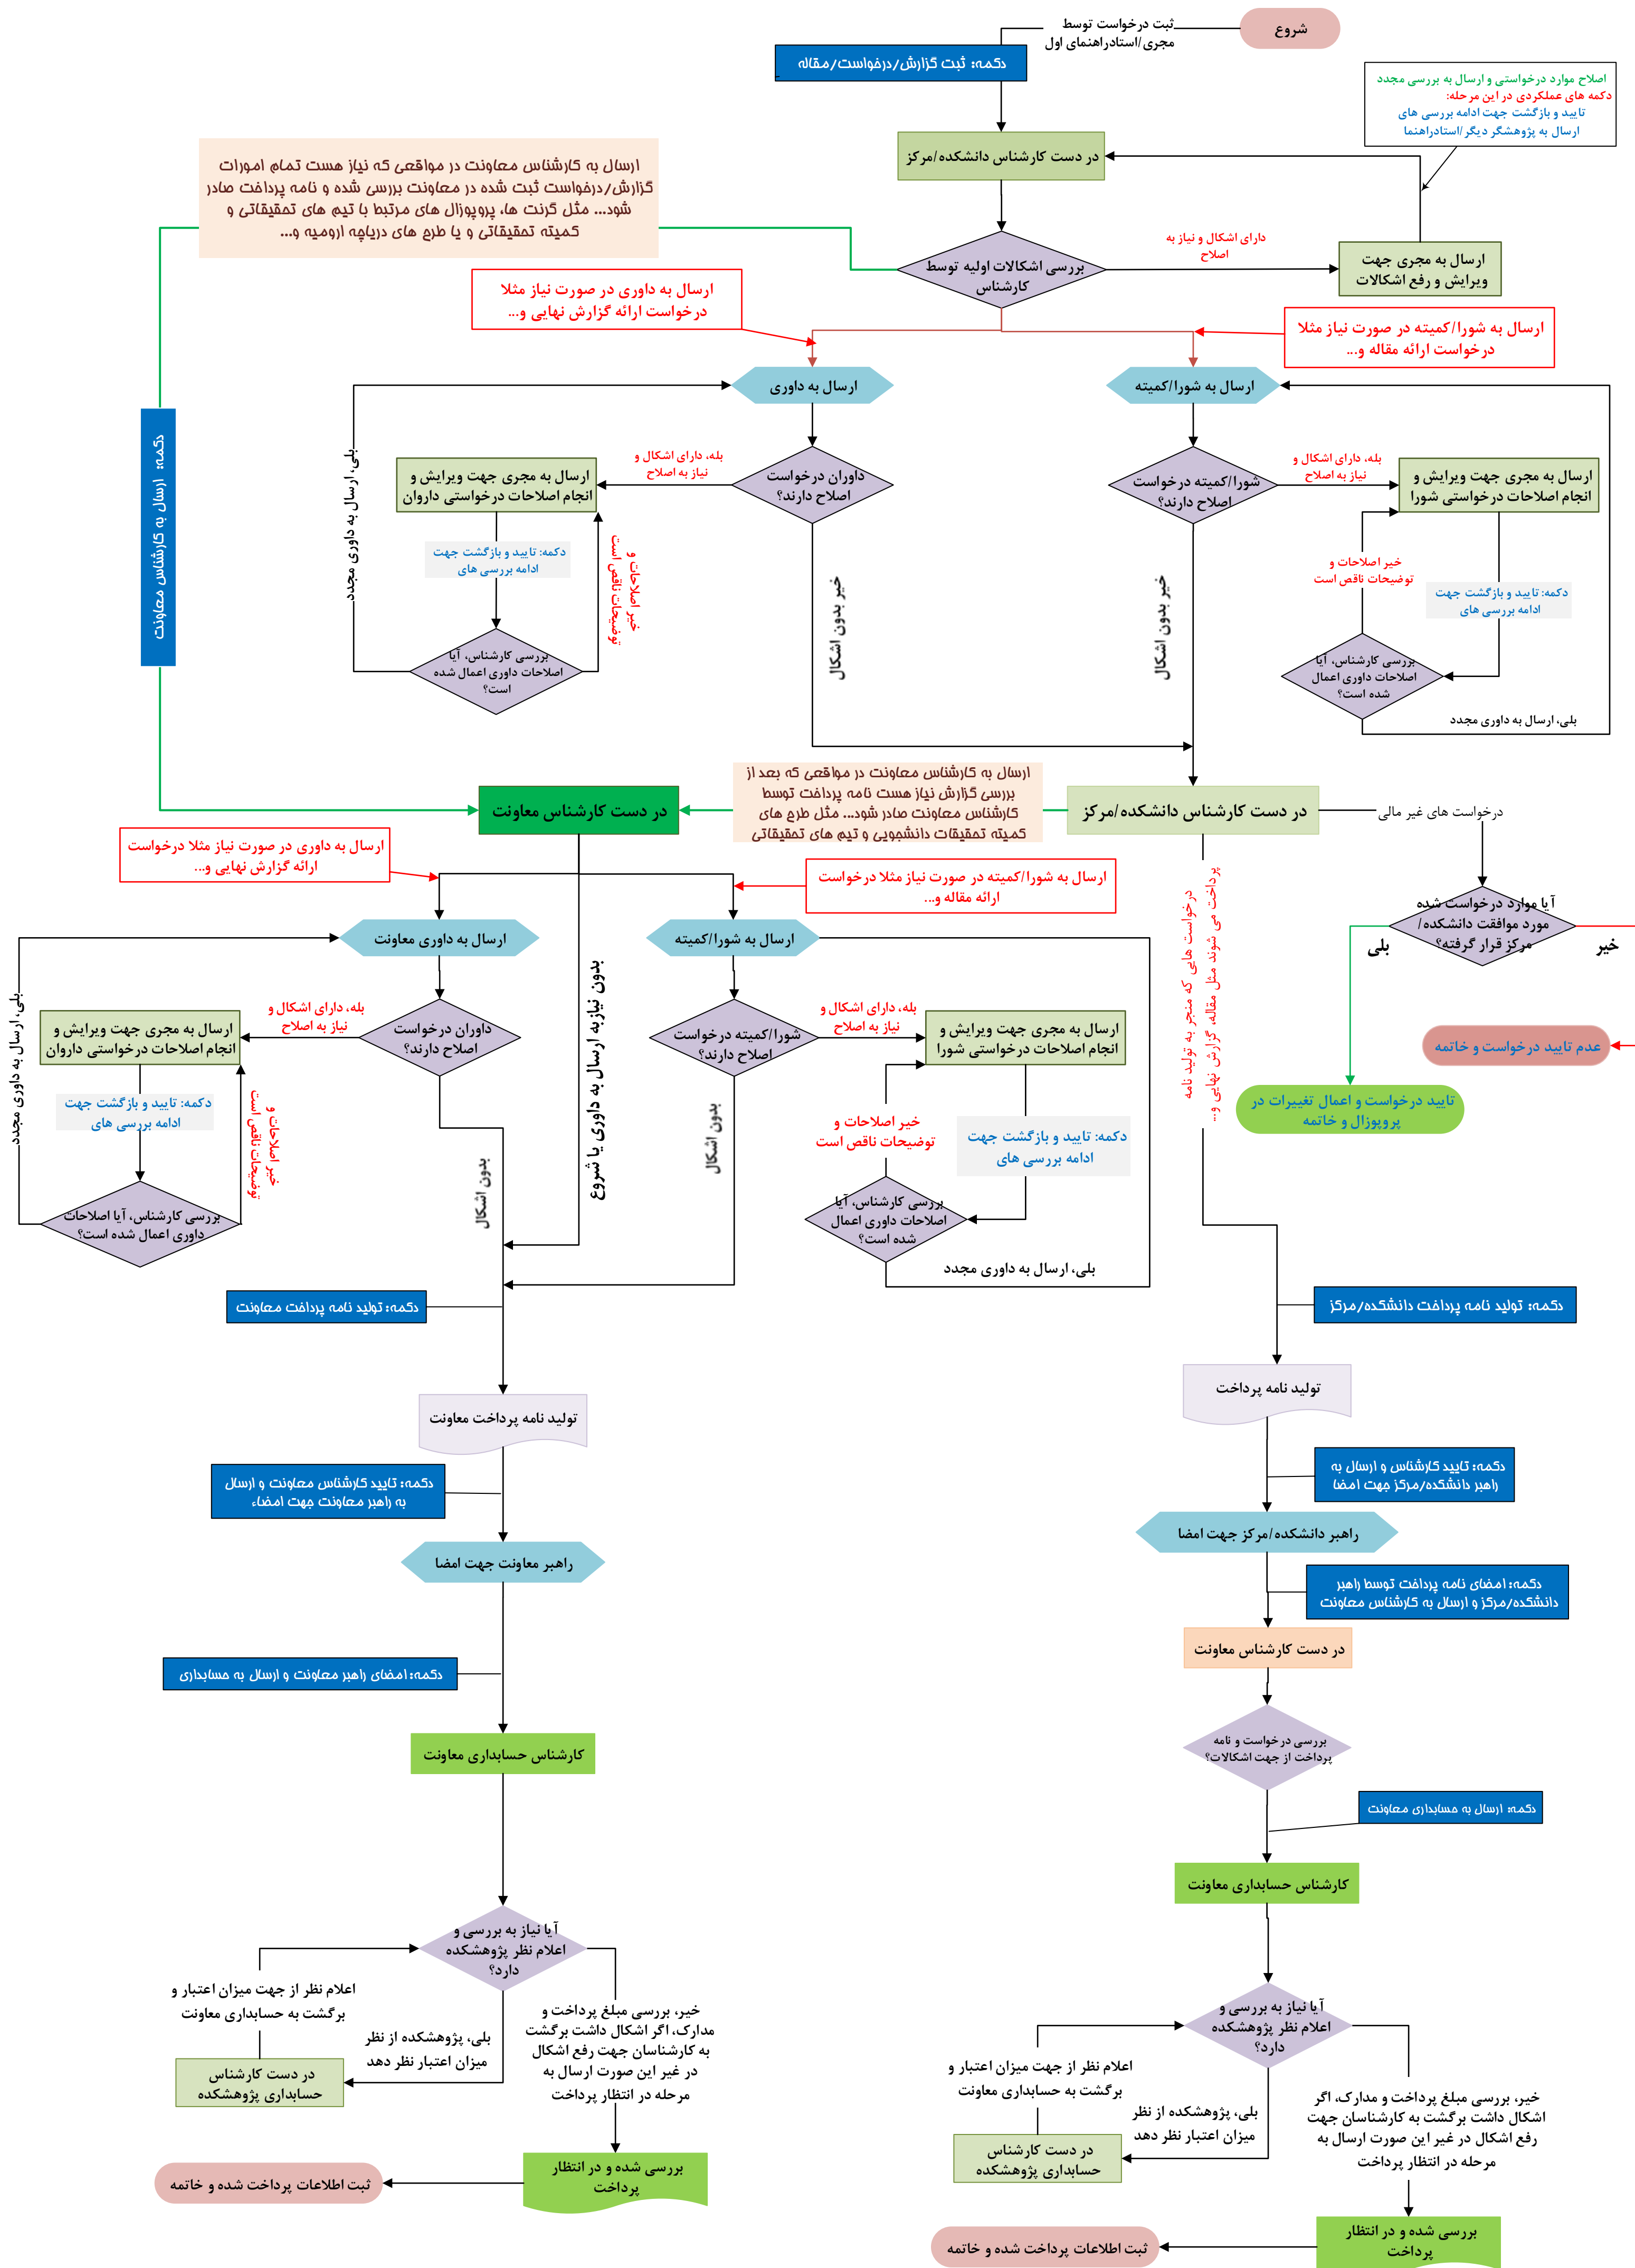 شروع
ثبت درخواست توسط
مجری/استادراهنمای اول
دکمه: ثبت گزارش/درخواست/مقاله
اصلاح موارد درخواستی و ارسال به بررسی مجدد
دکمه های عملکردی در این مرحله:
تایید و بازگشت جهت ادامه بررسی های
ارسال به پژوهشگر دیگر/استادراهنما
در دست کارشناس دانشکده/مرکز
ارسال به کارشناس معاونت در مواقعی که نیاز هست تمام امورات
گزارش/درخواست ثبت شده در معاونت بررسی شده و نامه پرداخت صادر
شود... مثل گرنت ها، پروپوزال های مرتبط با تیم های تحقیقاتی و
کمیته تحقیقاتی و یا طرح های دریاچه ارومیه و...
بررسی اشکالات اولیه توسط
کارشناس
دارای اشکال و نیاز به
اصلاح
ارسال به مجری جهت
ویرایش و رفع اشکالات
ارسال به داوری در صورت نیاز مثلا
درخواست ارائه گزارش نهایی و...
ارسال به شورا/کمیته در صورت نیاز مثلا
درخواست ارائه مقاله و...
ارسال به شورا/کمیته
شورا/کمیته درخواست
اصلاح دارند؟
بله، دارای اشکال و
نیاز به اصلاح
ارسال به مجری جهت ویرایش و
انجام اصلاحات درخواستی شورا
خیر اصلاحات و
توضیحات ناقص است
دکمه: تایید و بازگشت جهت
ادامه بررسی های
بررسی کارشناس، آیا
اصلاحات داوری اعمال
شده است؟
بلی، ارسال به داوری مجدد
خیر بدون اشکال
ارسال به داوری
داوران درخواست
اصلاح دارند؟
بله، دارای اشکال و
نیاز به اصلاح
ارسال به مجری جهت ویرایش و
انجام اصلاحات درخواستی داروان
دکمه: تایید و بازگشت جهت
ادامه بررسی های
خیر اصلاحات و
توضیحات ناقص است
بررسی کارشناس، آیا
اصلاحات داوری اعمال شده
است؟
بلی، ارسال به داوری مجدد
خیر بدون اشکال
دکمه: ارسال به کارشناس معاونت
درخواست های غیر مالی
در دست کارشناس دانشکده/مرکز
ارسال به کارشناس معاونت در مواقعی که بعد از
بررسی گزارش نیاز هست نامه پرداخت توسط
کارشناس معاونت صادر شود... مثل طرح های
کمیته تحقیقات دانشجویی و تیم های تحقیقاتی
در دست کارشناس معاونت
آیا موارد درخواست شده
مورد موافقت دانشکده/
مرکز قرار گرفته؟
خیر
بلی
عدم تایید درخواست و خاتمه
تایید درخواست و اعمال تغییرات در
پروپوزال و خاتمه
درخواست هایی که منجر به تولید نامه
پرداخت می شوند مثل مقاله، گزارش نهایی و...
ارسال به شورا/کمیته در صورت نیاز مثلا درخواست
ارائه مقاله و...
ارسال به داوری در صورت نیاز مثلا درخواست
ارائه گزارش نهایی و...
ارسال به شورا/کمیته
شورا/کمیته درخواست
اصلاح دارند؟
بله، دارای اشکال و
نیاز به اصلاح
ارسال به مجری جهت ویرایش و
انجام اصلاحات درخواستی شورا
خیر اصلاحات و
توضیحات ناقص است
دکمه: تایید و بازگشت جهت
ادامه بررسی های
بررسی کارشناس، آیا
اصلاحات داوری اعمال
شده است؟
بلی، ارسال به داوری مجدد
بدون اشکال
بدون نیازبه ارسال به داوری یا شروع
ارسال به داوری معاونت
داوران درخواست
اصلاح دارند؟
بله، دارای اشکال و
نیاز به اصلاح
ارسال به مجری جهت ویرایش و
انجام اصلاحات درخواستی داروان
دکمه: تایید و بازگشت جهت
ادامه بررسی های
خیر اصلاحات و
توضیحات ناقص است
بررسی کارشناس، آیا اصلاحات
داوری اعمال شده است؟
بلی، ارسال به داوری مجدد
بدون اشکال
دکمه: تولید نامه پرداخت دانشکده/مرکز
تولید نامه پرداخت
دکمه: تایید کارشناس و ارسال به
راهبر دانشکده/مرکز جهت امضا
راهبر دانشکده/مرکز جهت امضا
دکمه: امضای نامه پرداخت توسط راهبر
دانشکده/مرکز و ارسال به کارشناس معاونت
در دست کارشناس معاونت
بررسی درخواست و نامه
پرداخت از جهت اشکالات؟
دکمه: ارسال به حسابداری معاونت
کارشناس حسابداری معاونت
آیا نیاز به بررسی و
اعلام نظر پژوهشکده
دارد؟
اعلام نظر از جهت میزان اعتبار و
برگشت به حسابداری معاونت
بلی، پژوهشکده از نظر
میزان اعتبار نظر دهد
در دست کارشناس
حسابداری پژوهشکده
خیر، بررسی مبلغ پرداخت و مدارک، اگر
اشکال داشت برگشت به کارشناسان جهت
رفع اشکال در غیر این صورت ارسال به
مرحله در انتظار پرداخت
بررسی شده و در انتظار
پرداخت
ثبت اطلاعات پرداخت شده و خاتمه
دکمه: تولید نامه پرداخت معاونت
تولید نامه پرداخت معاونت
دکمه: تایید کارشناس معاونت و ارسال
به راهبر معاونت جهت امضاء
راهبر معاونت جهت امضا
دکمه: امضای راهبر معاونت و ارسال به حسابداری
کارشناس حسابداری معاونت
آیا نیاز به بررسی و
اعلام نظر پژوهشکده
دارد؟
اعلام نظر از جهت میزان اعتبار و
برگشت به حسابداری معاونت
بلی، پژوهشکده از نظر
میزان اعتبار نظر دهد
در دست کارشناس
حسابداری پژوهشکده
خیر، بررسی مبلغ پرداخت و
مدارک، اگر اشکال داشت برگشت
به کارشناسان جهت رفع اشکال
در غیر این صورت ارسال به
مرحله در انتظار پرداخت
بررسی شده و در انتظار
پرداخت
ثبت اطلاعات پرداخت شده و خاتمه